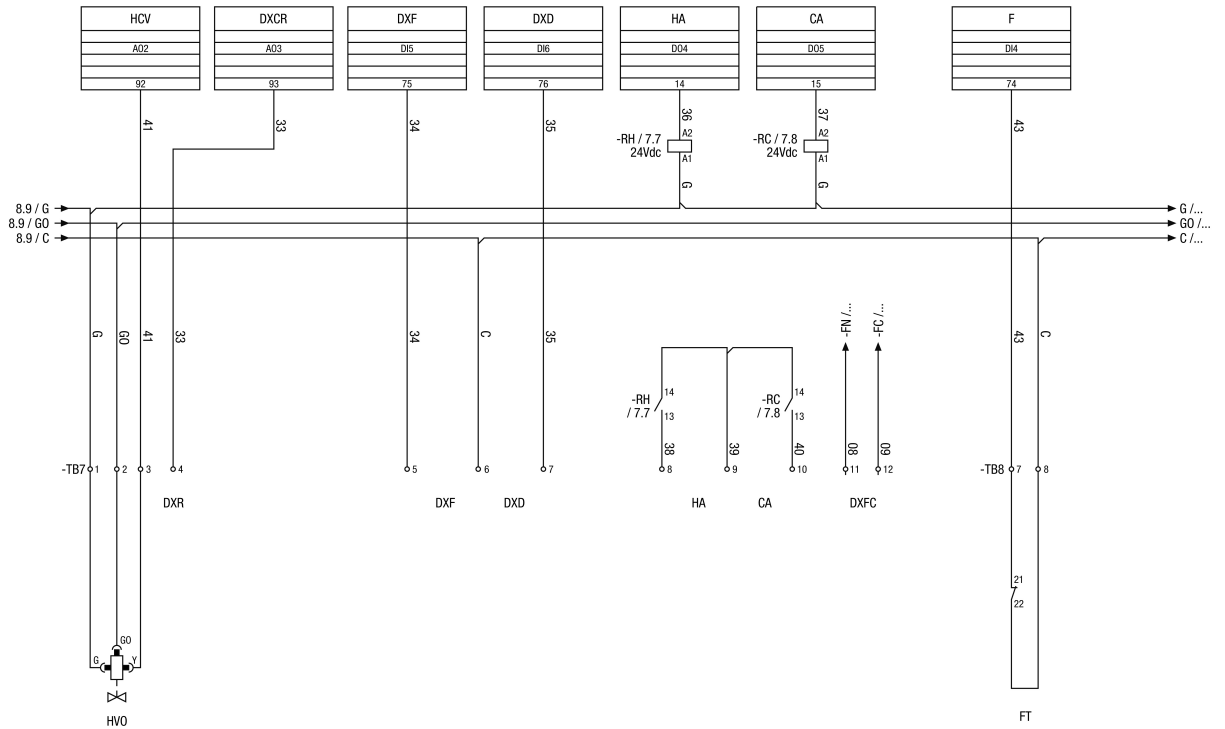 HCV DXCR DXF DXD HA CA F
AO2 AO3 DI5 DI6 DO4 DO5 DI4
92 93 75 76 14 15 74
41 33 34 35 36 37 43
-RH / 7.7 A2 -RC / 7.8 A2
24Vdc A1 24Vdc A1
G G
8.9 / G G /...
8.9 / GO GO /...
8.9 / C C /...
-FN /... -FC /...
G GO 41 33 34 C 35 43 C
14 14
-RH -RC
/ 7.7 13 / 7.8 13
38 39 40 08 09
-TB7 1 2 3 4 5 6 7 8 9 10 11 12 -TB8 7 8
DXR DXF DXD HA CA DXFC
21
22
GO
G Y
HVO FT